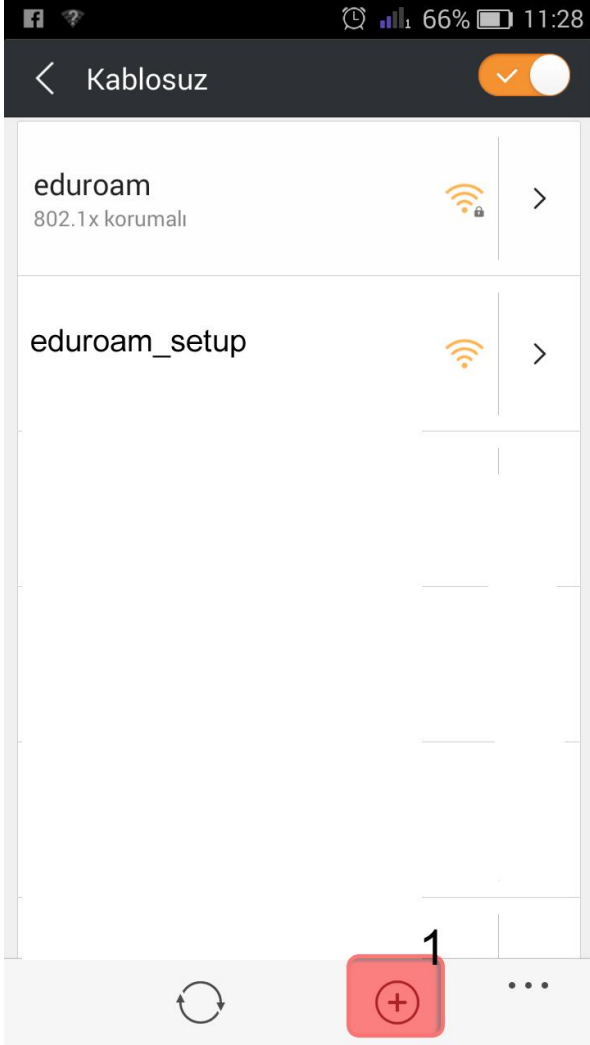 66% 11:28
Kablosuz
eduroam
802.1x korumalı
eduroam_setup
1